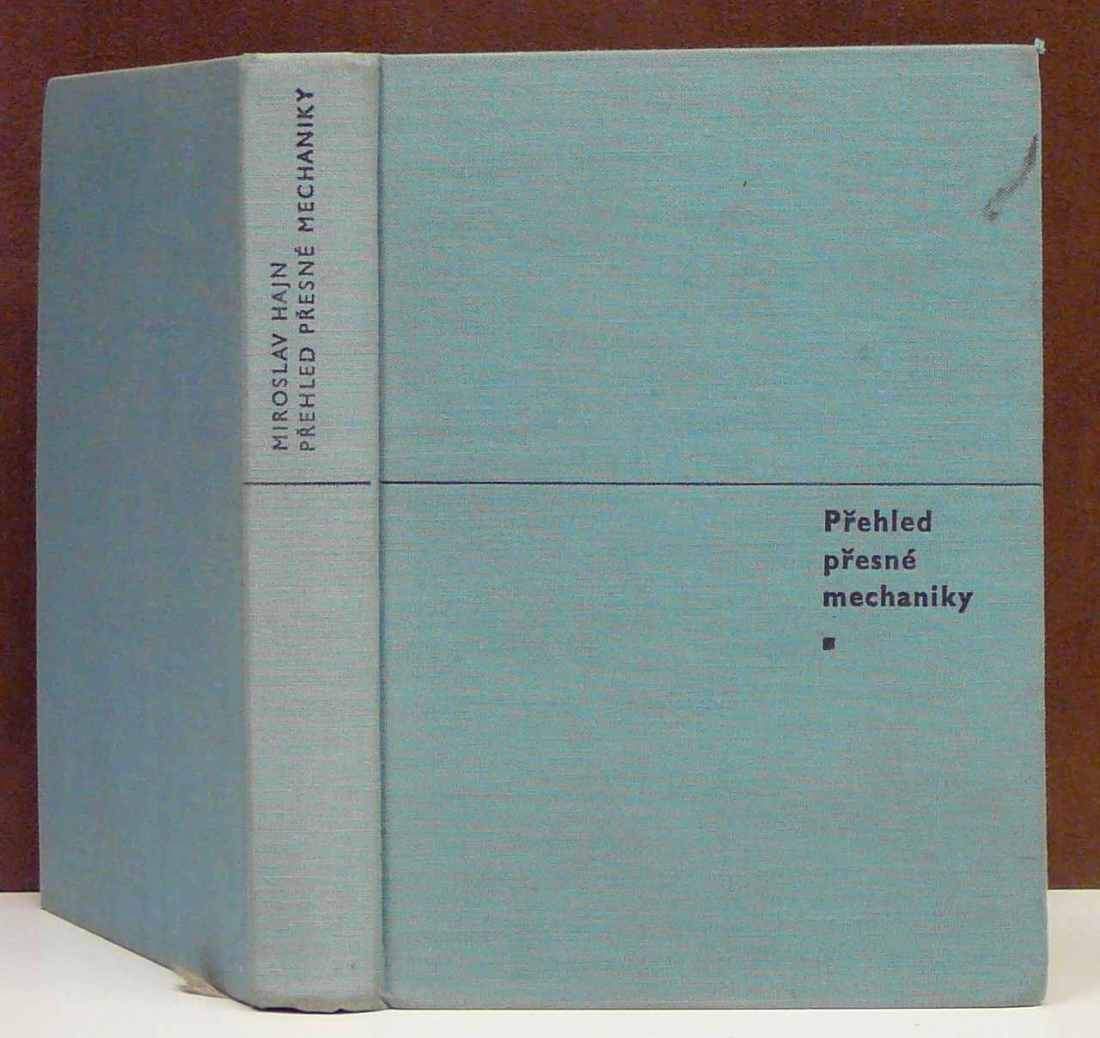 MIROSLAV HAJN
PŘEHLED PŘESNÉ MECHANIKY
Přehled
přesné
mechaniky